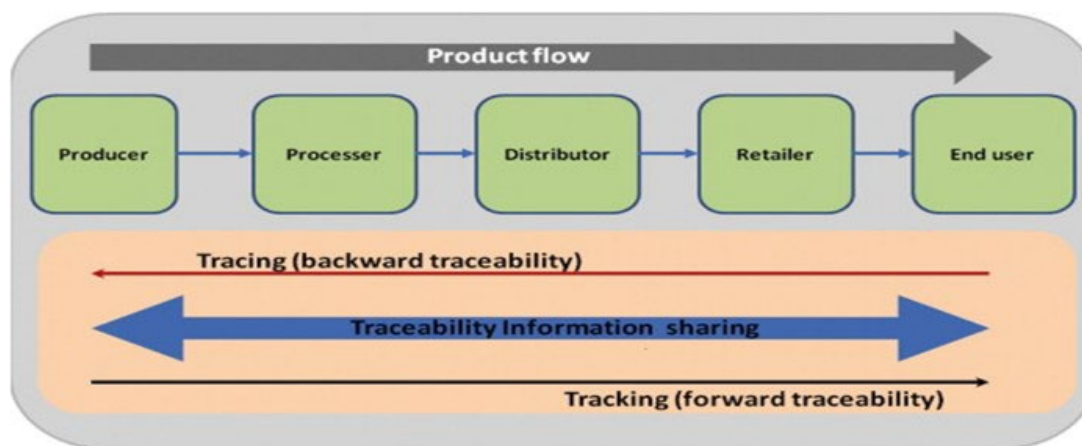 Product flow
Producer
Processer
Distributor
Retailer
End user
Tracing (backward traceability)
Traceability Information sharing
Tracking (forward traceability)